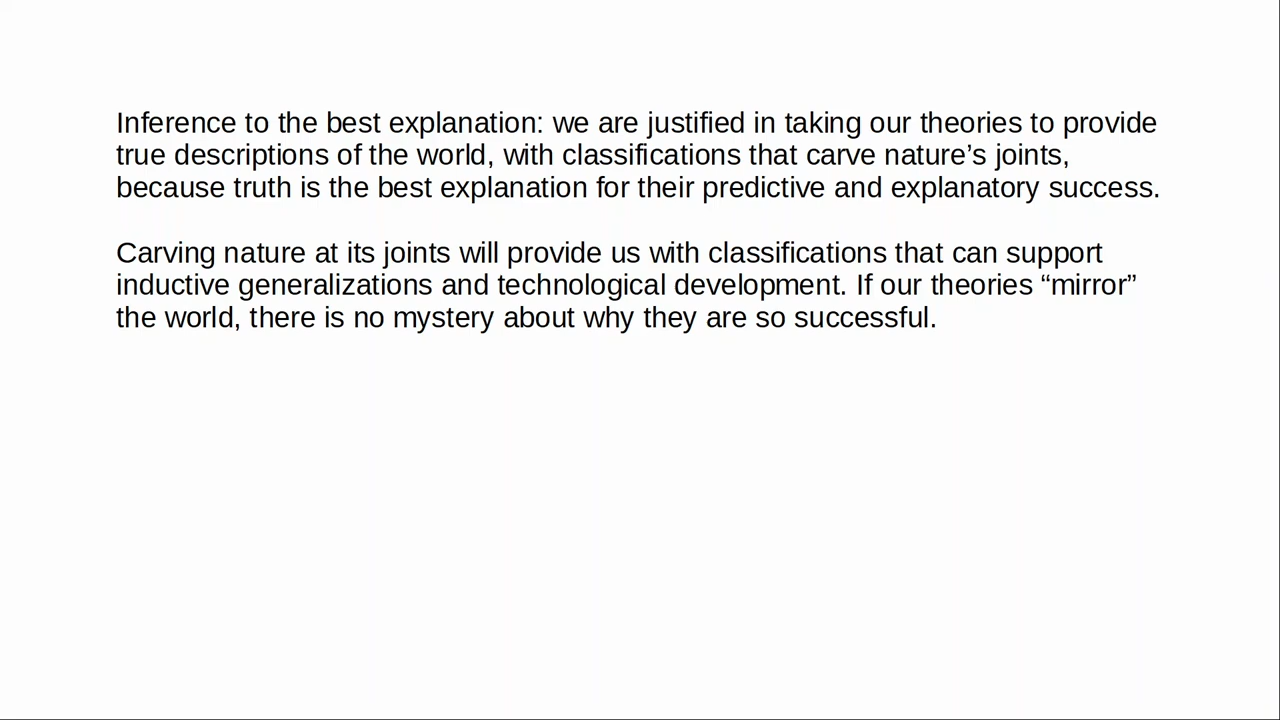 Inference to the best explanation: we are justified in taking our theories to provide
true descriptions of the world, with classifications that carve nature’s joints,
because truth is the best explanation for their predictive and explanatory success.
Carving nature at its joints will provide us with classifications that can support
inductive generalizations and technological development. If our theories “mirror”
the world, there is no mystery about why they are so successful.